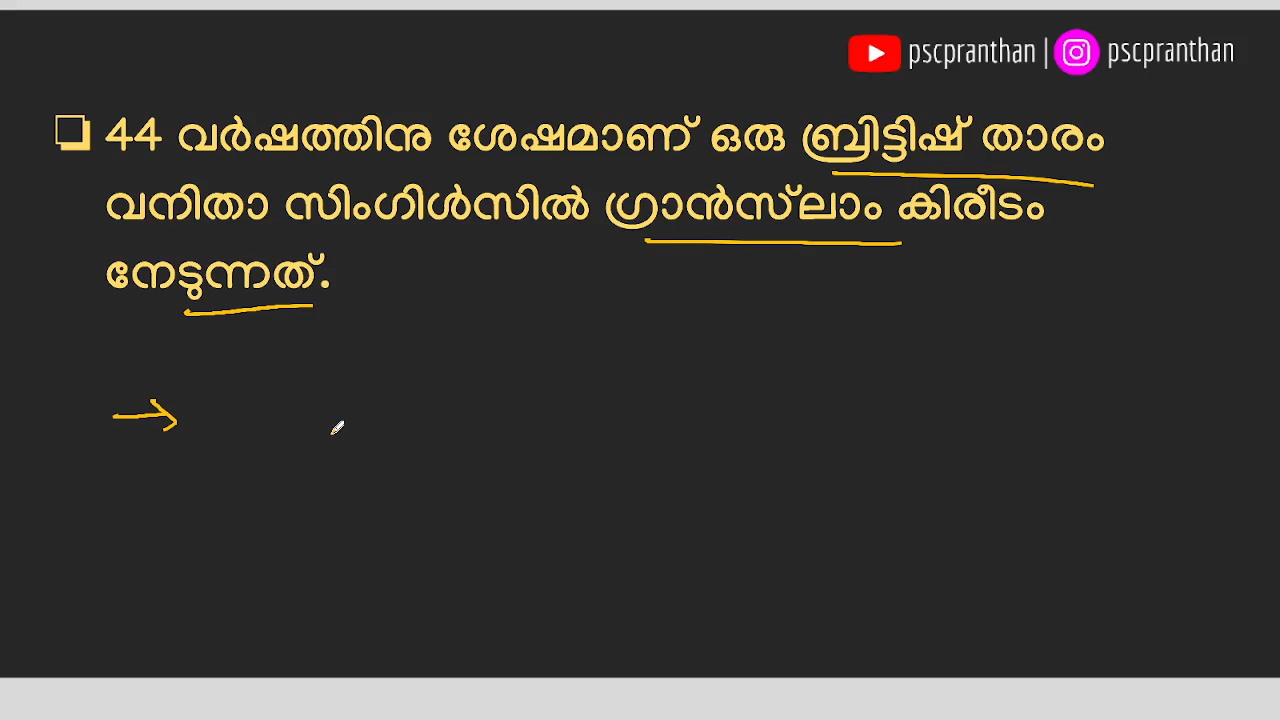 pscpranthan | pscpranthan
44 വർഷത്തിനു ശേഷമാണ് ഒരു ബ്രിട്ടിഷ് താരം
വനിതാ സിംഗിൾസിൽ ഗ്രാൻസ്‌ലാം കിരീടം
നേടുന്നത്.